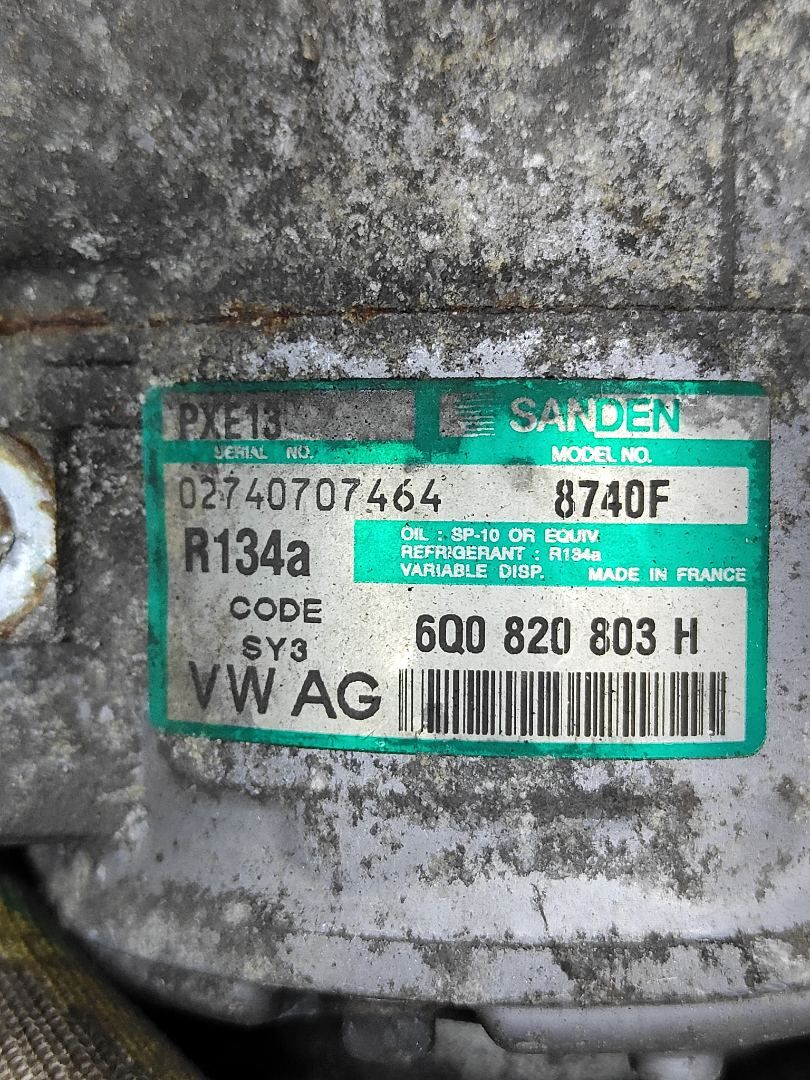 PXE13 SANDEN
SERIAL NO. MODEL NO.
02740707464 8740F
R134a
OIL : SP-10 OR EQUIV.
REFRIGERANT : R134a
VARIABLE DISP. MADE IN FRANCE
CODE
SY3
6Q0 820 803 H
VW AG